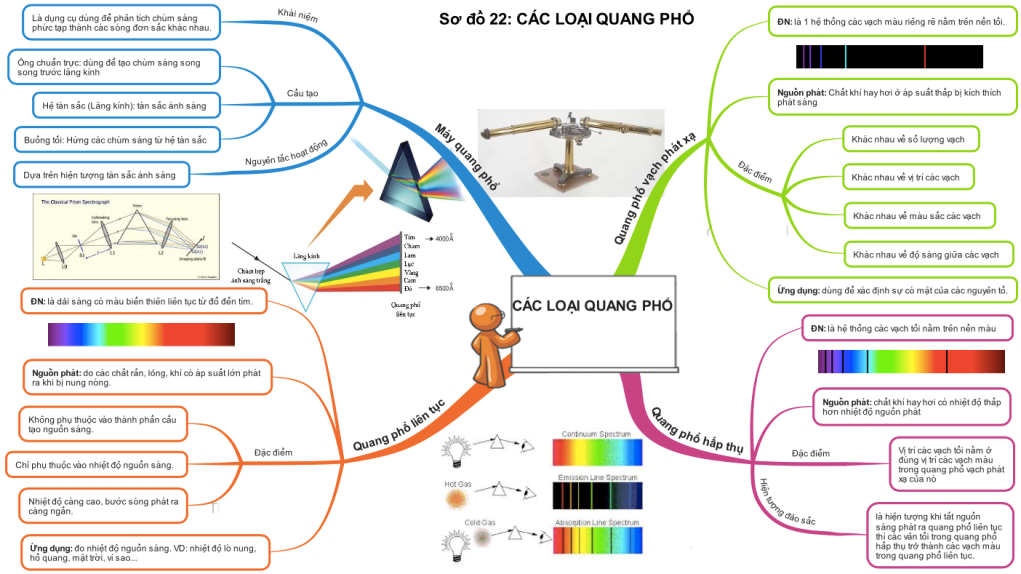 Sơ đồ 22: CÁC LOẠI QUANG PHỔ
CÁC LOẠI QUANG PHỔ
Máy quang phổ
Khái niệm
Là dụng cụ dùng để phân tích chùm sáng
phức tạp thành các sóng đơn sắc khác nhau.
Cấu tạo
Ống chuẩn trực: dùng để tạo chùm sáng song
song trước lăng kính
Hệ tán sắc (Lăng kính): tán sắc ánh sáng
Buồng tối: Hứng các chùm sáng từ hệ tán sắc
Nguyên tắc hoạt động
Dựa trên hiện tượng tán sắc ánh sáng
The Classical Prism Spectrograph
Prism
L0
S1
L1
L2
Lăng kính
Chùm hẹp
ánh sáng trắng
Tím
Chàm
Lam
Lục
Vàng
Cam
Đỏ
4000Å
6500Å
Quang phổ
liên tục
Quang phổ liên tục
ĐN: là dải sáng có màu biến thiên liên tục từ đỏ đến tím.
Nguồn phát: do các chất rắn, lỏng, khí có áp suất lớn phát
ra khi bị nung nóng.
Đặc điểm
Không phụ thuộc vào thành phần cấu
tạo nguồn sáng.
Chỉ phụ thuộc vào nhiệt độ nguồn sáng.
Nhiệt độ càng cao, bước sóng phát ra
càng ngắn.
Ứng dụng: đo nhiệt độ nguồn sáng. VD: nhiệt độ lò nung,
hồ quang, mặt trời, vì sao...
Quang phổ vạch phát xạ
ĐN: là 1 hệ thống các vạch màu riêng rẽ nằm trên nền tối.
Nguồn phát: Chất khí hay hơi ở áp suất thấp bị kích thích
phát sáng
Đặc điểm
Khác nhau về số lượng vạch
Khác nhau về vị trí các vạch
Khác nhau về màu sắc các vạch
Khác nhau về độ sáng giữa các vạch
Ứng dụng: dùng để xác định sự có mặt của các nguyên tố.
Quang phổ hấp thụ
ĐN: là hệ thống các vạch tối nằm trên nền màu
Nguồn phát: chất khí hay hơi có nhiệt độ thấp
hơn nhiệt độ nguồn phát
Đặc điểm
Vị trí các vạch tối nằm ở
đúng vị trí các vạch màu
trong quang phổ vạch phát
xạ của nó
Hiện tượng đảo sắc
là hiện tượng khi tắt nguồn
sáng phát ra quang phổ liên tục
thì các vân tối trong quang phổ
hấp thụ trở thành các vạch màu
trong quang phổ liên tục.
Continuum Spectrum
Hot Gas
Emission Line Spectrum
Cold Gas
Absorption Line Spectrum